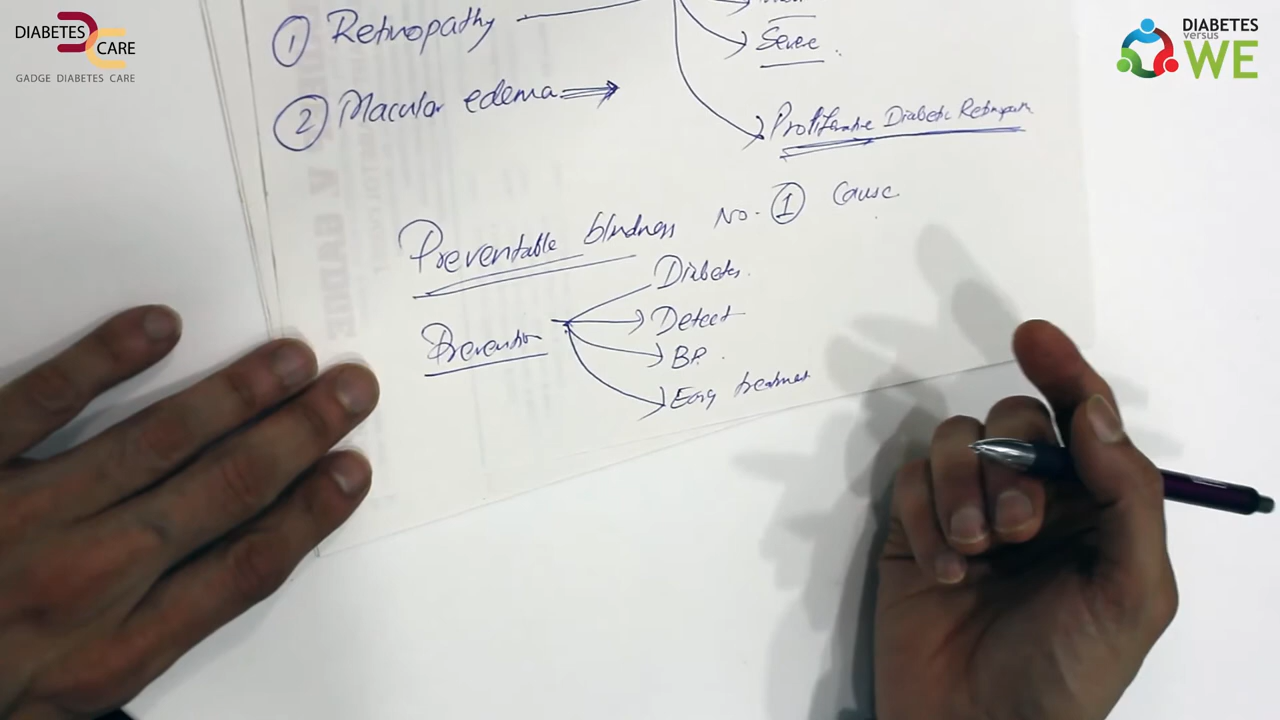 DIABETES
CARE
GADGE DIABETES CARE
DIABETES
versus
WE
① Retinopathy
Severe
② Macular edema
Proliferative Diabetic Retinopath
Preventable blindness No. ① Cause
Prevention
Diabetes
Detect
BP.
Early treatment